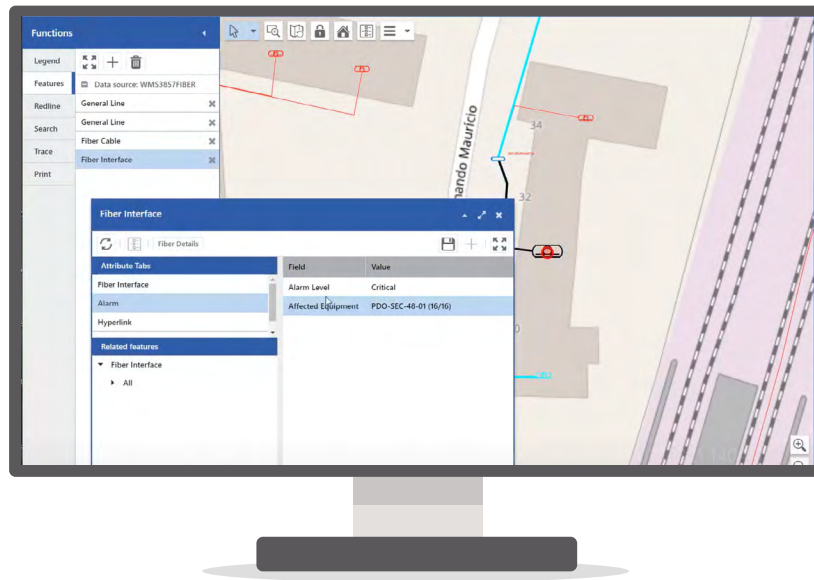 Functions
Legend
Features
Redline
Search
Trace
Print
Data source: WMS3857FIBER
General Line
General Line
Fiber Cable
Fiber Interface
nando Mauricio
34
32
Fiber Interface
Fiber Details
Attribute Tabs
Fiber Interface
Alarm
Hyperlink
Related features
Fiber Interface
All
Field Value
Alarm Level Critical
Affected Equipment PDO-SEC-48-01 (16/16)